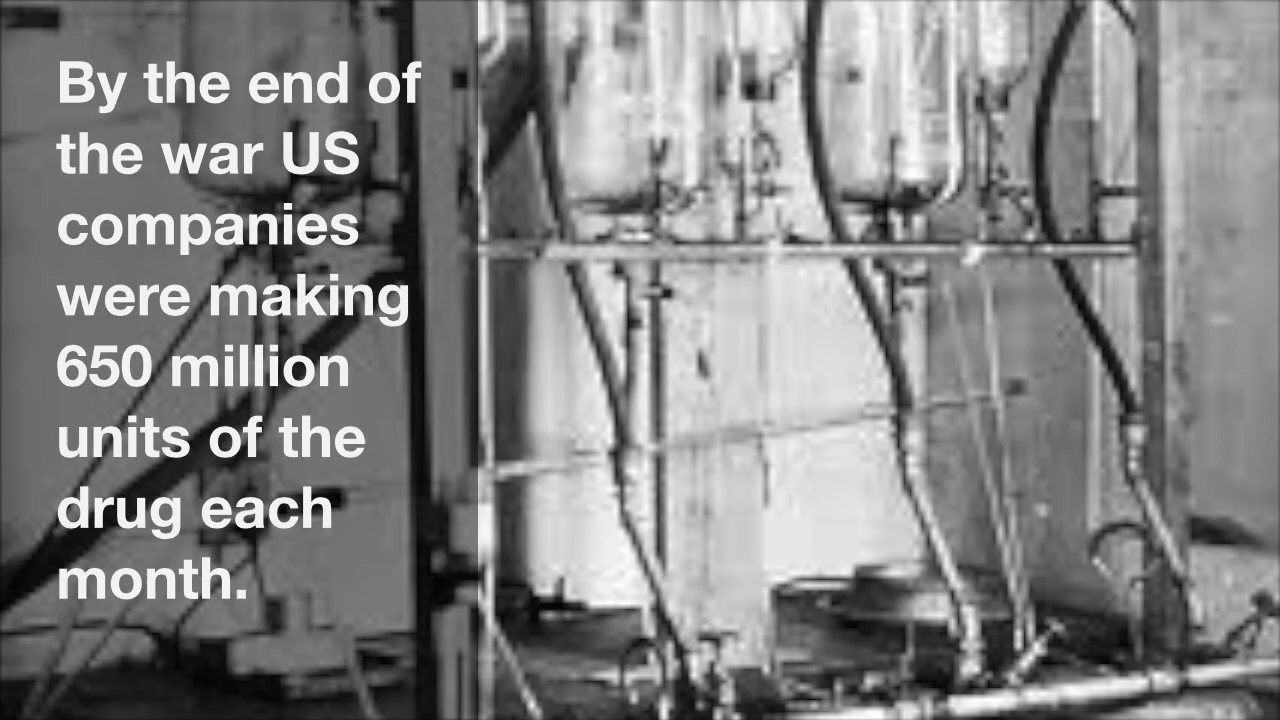 By the end of
the war US
companies
were making
650 million
units of the
drug each
month.